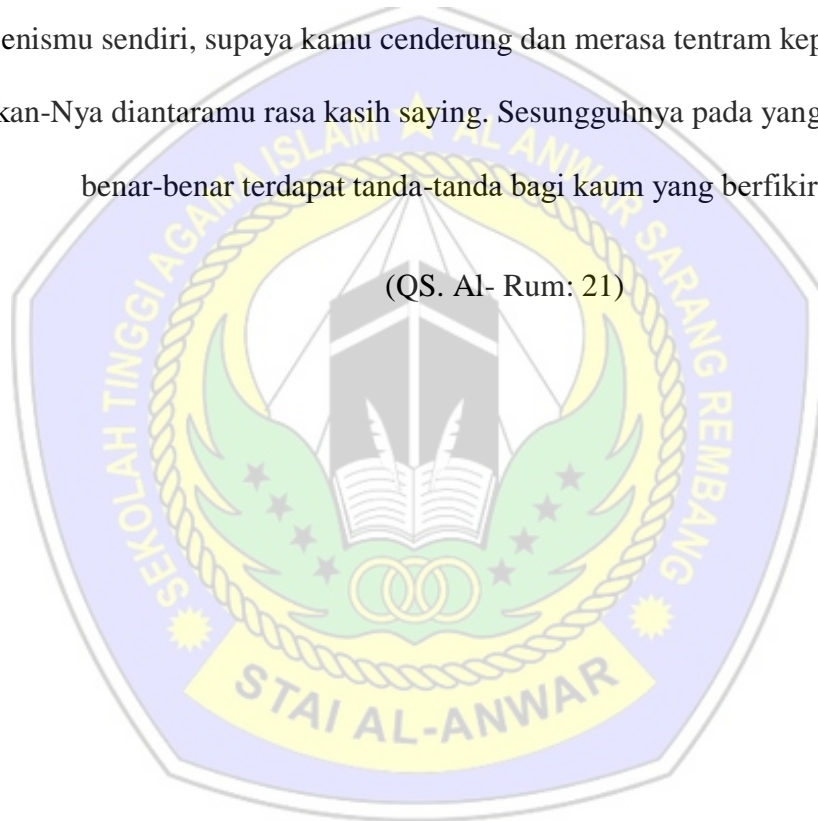 enismu sendiri, supaya kamu cenderung dan merasa tentram kep
kan-Nya diantaramu rasa kasih saying. Sesungguhnya pada yang
benar-benar terdapat tanda-tanda bagi kaum yang berfikir
(QS. Al- Rum: 21)
SEKOLAH TINGGI AGAMA ISLAM ★ AL ANWAR SARANG REMBANG
STAI AL-ANWAR